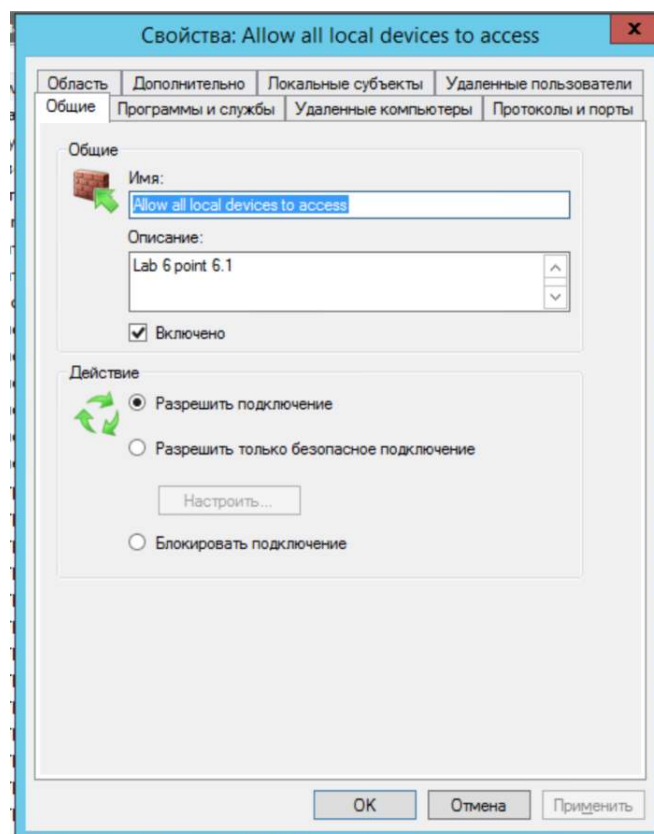 Свойства: Allow all local devices to access
x
Область Дополнительно Локальные субъекты Удаленные пользователи
Общие Программы и службы Удаленные компьютеры Протоколы и порты
Общие
Имя:
Allow all local devices to access
Описание:
Lab 6 point 6.1
Включено
Действие
Разрешить подключение
Разрешить только безопасное подключение
Настроить...
Блокировать подключение
OK Отмена Применить